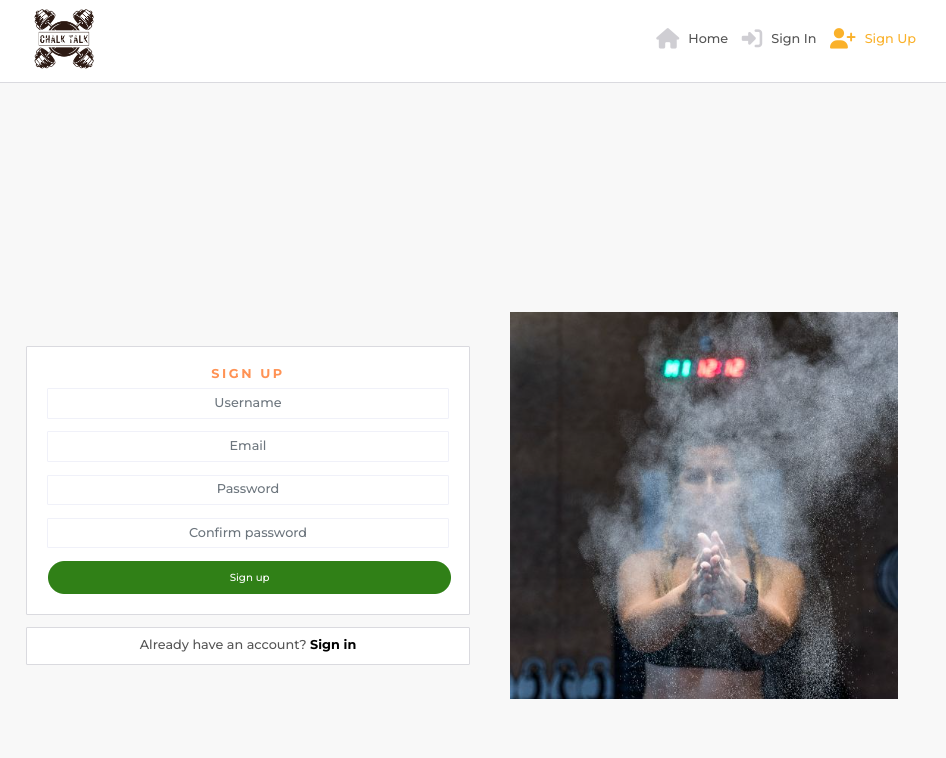 CHALK TALK
Home
Sign In
Sign Up
SIGN UP
Username
Email
Password
Confirm password
Sign up
Already have an account? Sign in
12 12